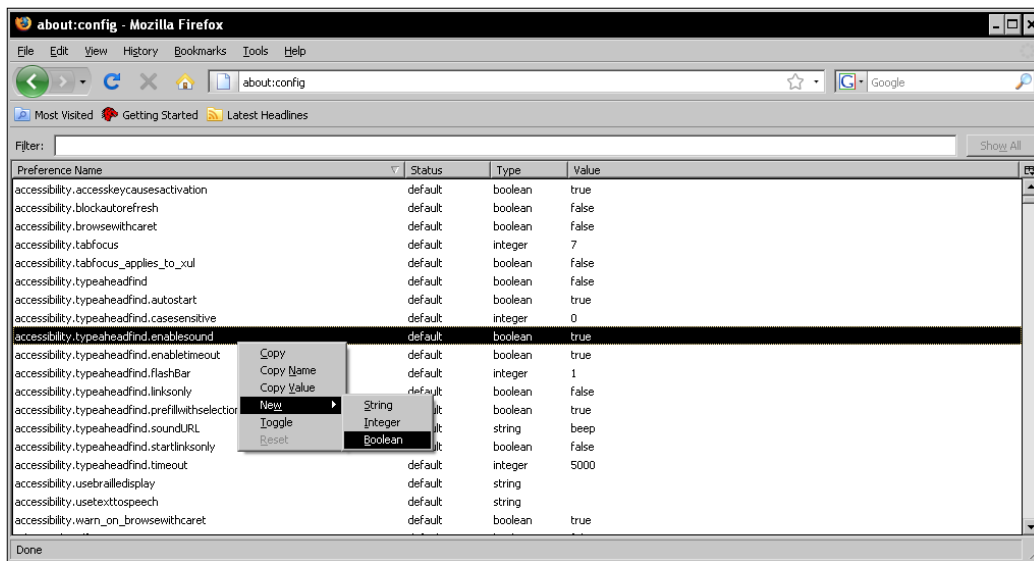 about:config - Mozilla Firefox
File Edit View History Bookmarks Tools Help
about:config
G Google
Most Visited Getting Started Latest Headlines
Filter: Show All
Preference Name Status Type Value
accessibility.accesskeycausesactivation default boolean true
accessibility.blockautorefresh default boolean false
accessibility.browsewithcaret default boolean false
accessibility.tabfocus default integer 7
accessibility.tabfocus_applies_to_xul default boolean false
accessibility.typeaheadfind default boolean false
accessibility.typeaheadfind.autostart default boolean true
accessibility.typeaheadfind.casesensitive default integer 0
accessibility.typeaheadfind.enablesound default boolean true
accessibility.typeaheadfind.enabletimeout default boolean true
accessibility.typeaheadfind.flashBar default integer 1
accessibility.typeaheadfind.linksonly boolean false
accessibility.typeaheadfind.prefillwithselection boolean true
accessibility.typeaheadfind.soundURL string beep
accessibility.typeaheadfind.startlinksonly boolean false
accessibility.typeaheadfind.timeout default integer 5000
accessibility.usebrailledisplay default string
accessibility.usetexttospeech default string
accessibility.warn_on_browsewithcaret default boolean true
Copy
Copy Name
Copy Value
New
Toggle
Reset
String
Integer
Boolean
Done